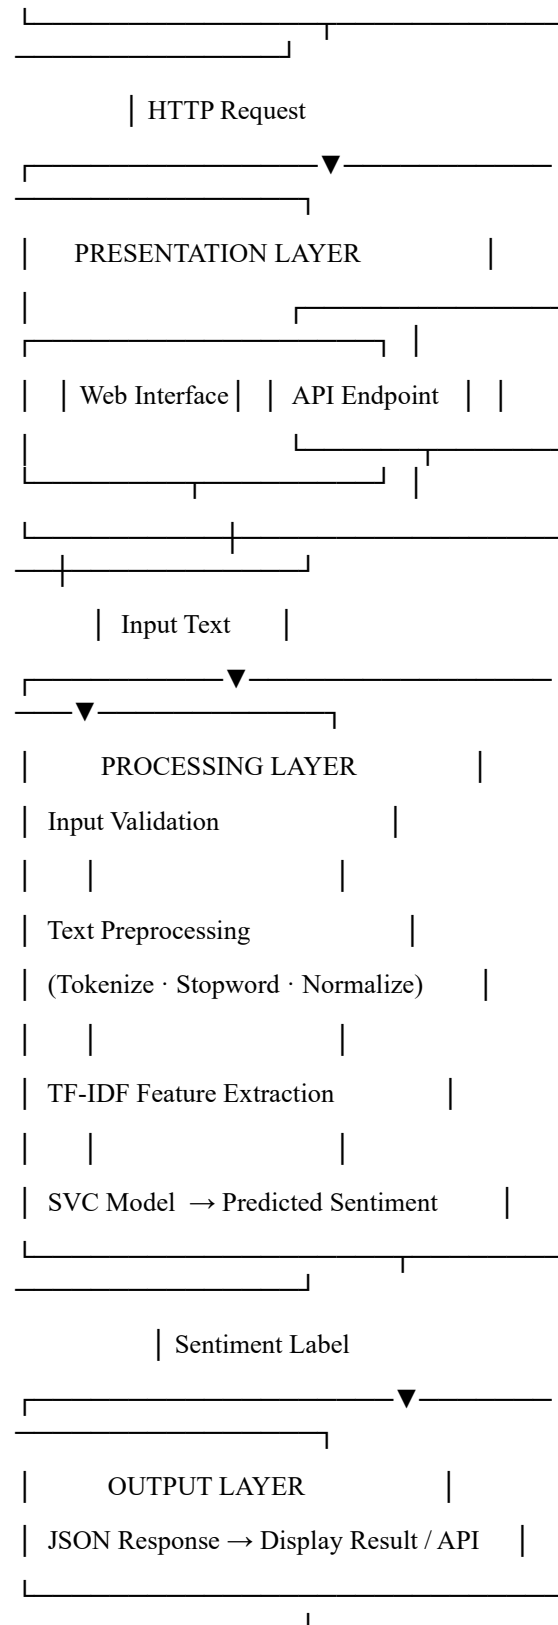 HTTP Request
▼
PRESENTATION LAYER
Web Interface│ │ API Endpoint
Input Text
▼
▼
PROCESSING LAYER
Input Validation
Text Preprocessing
(Tokenize · Stopword · Normalize)
TF-IDF Feature Extraction
SVC Model → Predicted Sentiment
Sentiment Label
▼
OUTPUT LAYER
JSON Response → Display Result / API